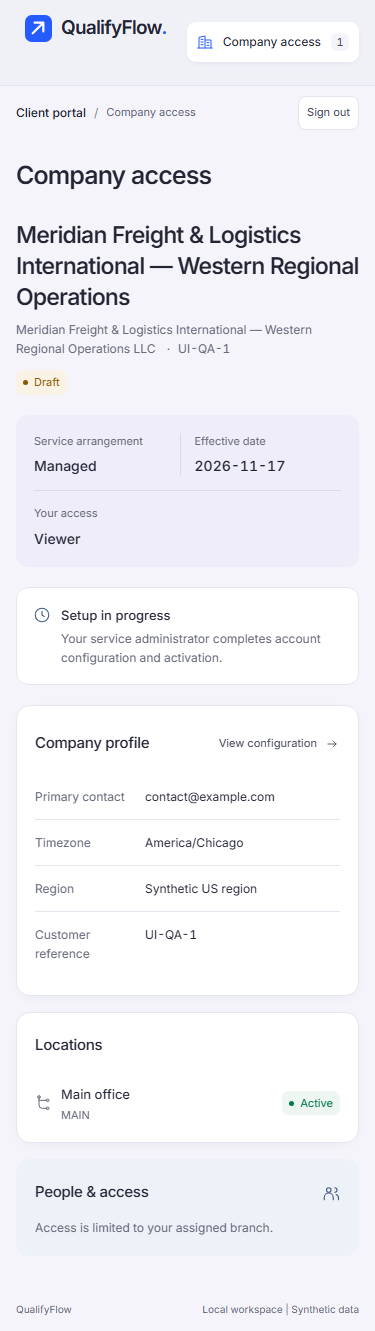 QualifyFlow.
Company access 1
Client portal / Company access
Sign out
Company access
Meridian Freight & Logistics
International — Western Regional
Operations
Meridian Freight & Logistics International — Western
Regional Operations LLC · UI-QA-1
Draft
Service arrangement
Managed
Effective date
2026-11-17
Your access
Viewer
Setup in progress
Your service administrator completes account
configuration and activation.
Company profile
View configuration →
Primary contact contact@example.com
Timezone America/Chicago
Region Synthetic US region
Customer
reference
UI-QA-1
Locations
Main office
MAIN
Active
People & access
Access is limited to your assigned branch.
QualifyFlow
Local workspace | Synthetic data